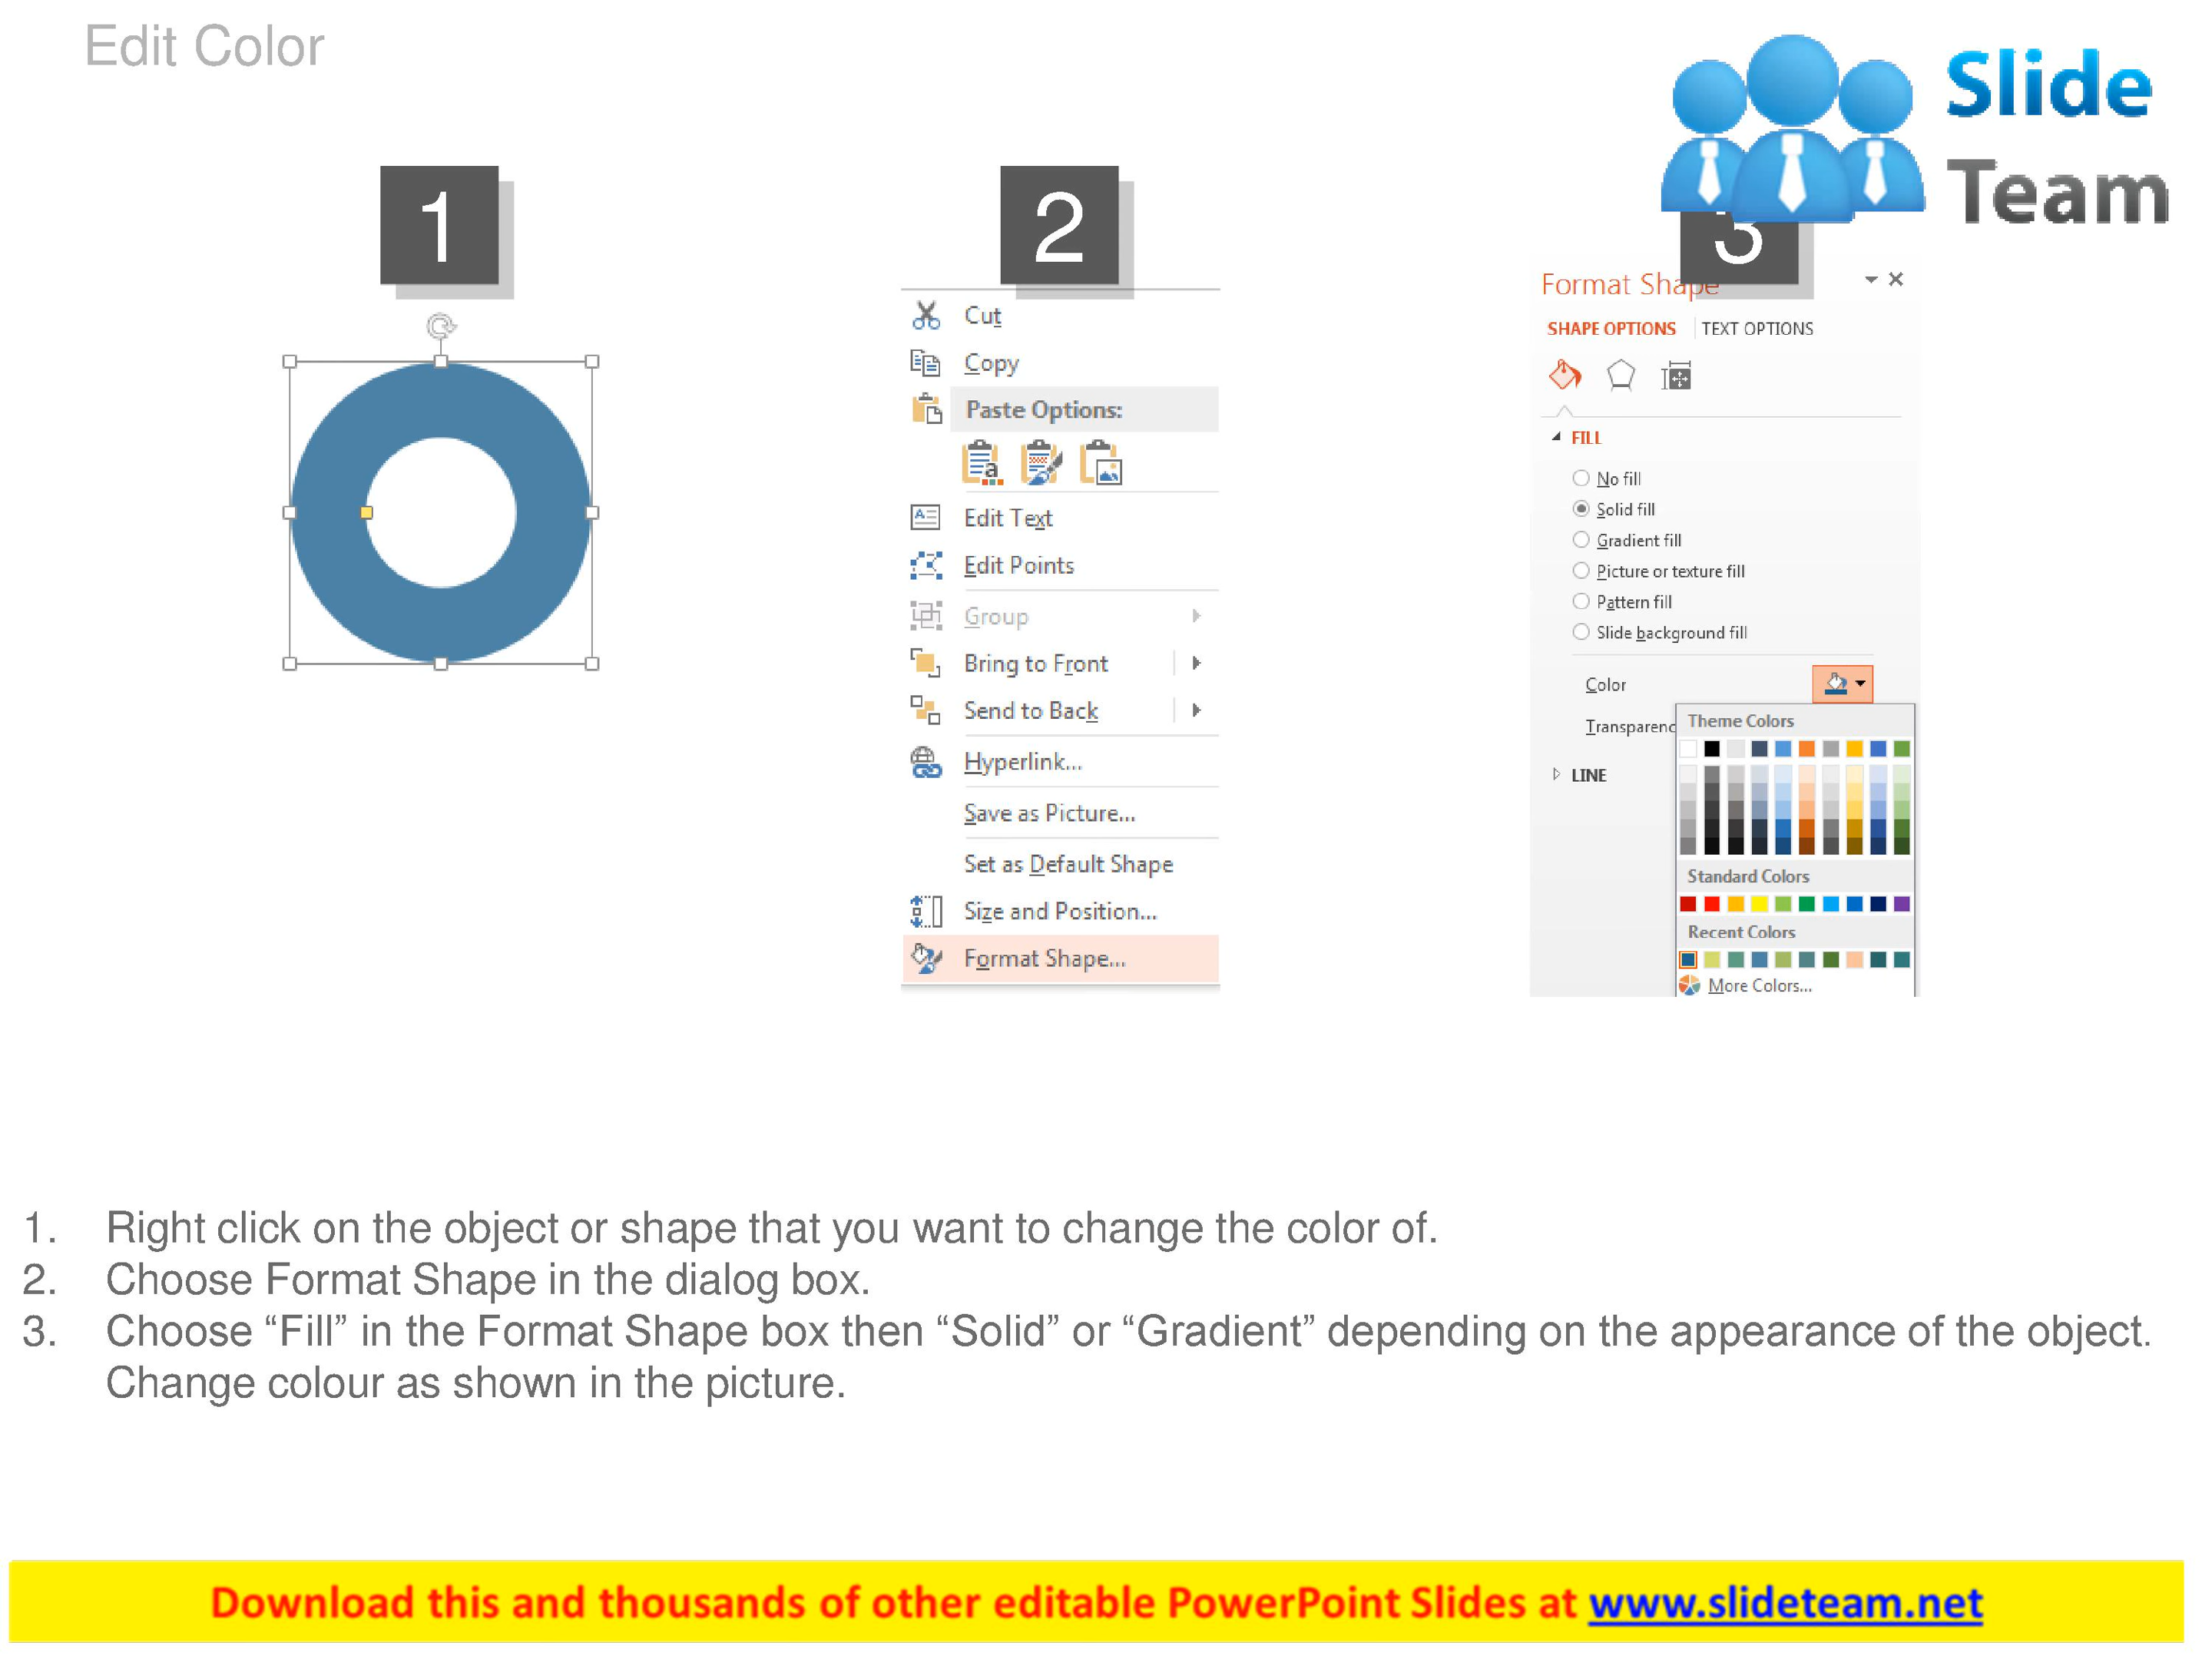 Edit Color
Slide
Team
1
2
3
Cut
Copy
Paste Options:
Edit Text
Edit Points
Group
Bring to Front
Send to Back
Hyperlink...
Save as Picture...
Set as Default Shape
Size and Position...
Format Shape...
Format Shape
SHAPE OPTIONS
TEXT OPTIONS
FILL
No fill
Solid fill
Gradient fill
Picture or texture fill
Pattern fill
Slide background fill
Color
Transparenc
LINE
Theme Colors
Standard Colors
Recent Colors
More Colors...
1. Right click on the object or shape that you want to change the color of.
2. Choose Format Shape in the dialog box.
3. Choose “Fill” in the Format Shape box then “Solid” or “Gradient” depending on the appearance of the object.
Change colour as shown in the picture.
Download this and thousands of other editable PowerPoint Slides at www.slideteam.net